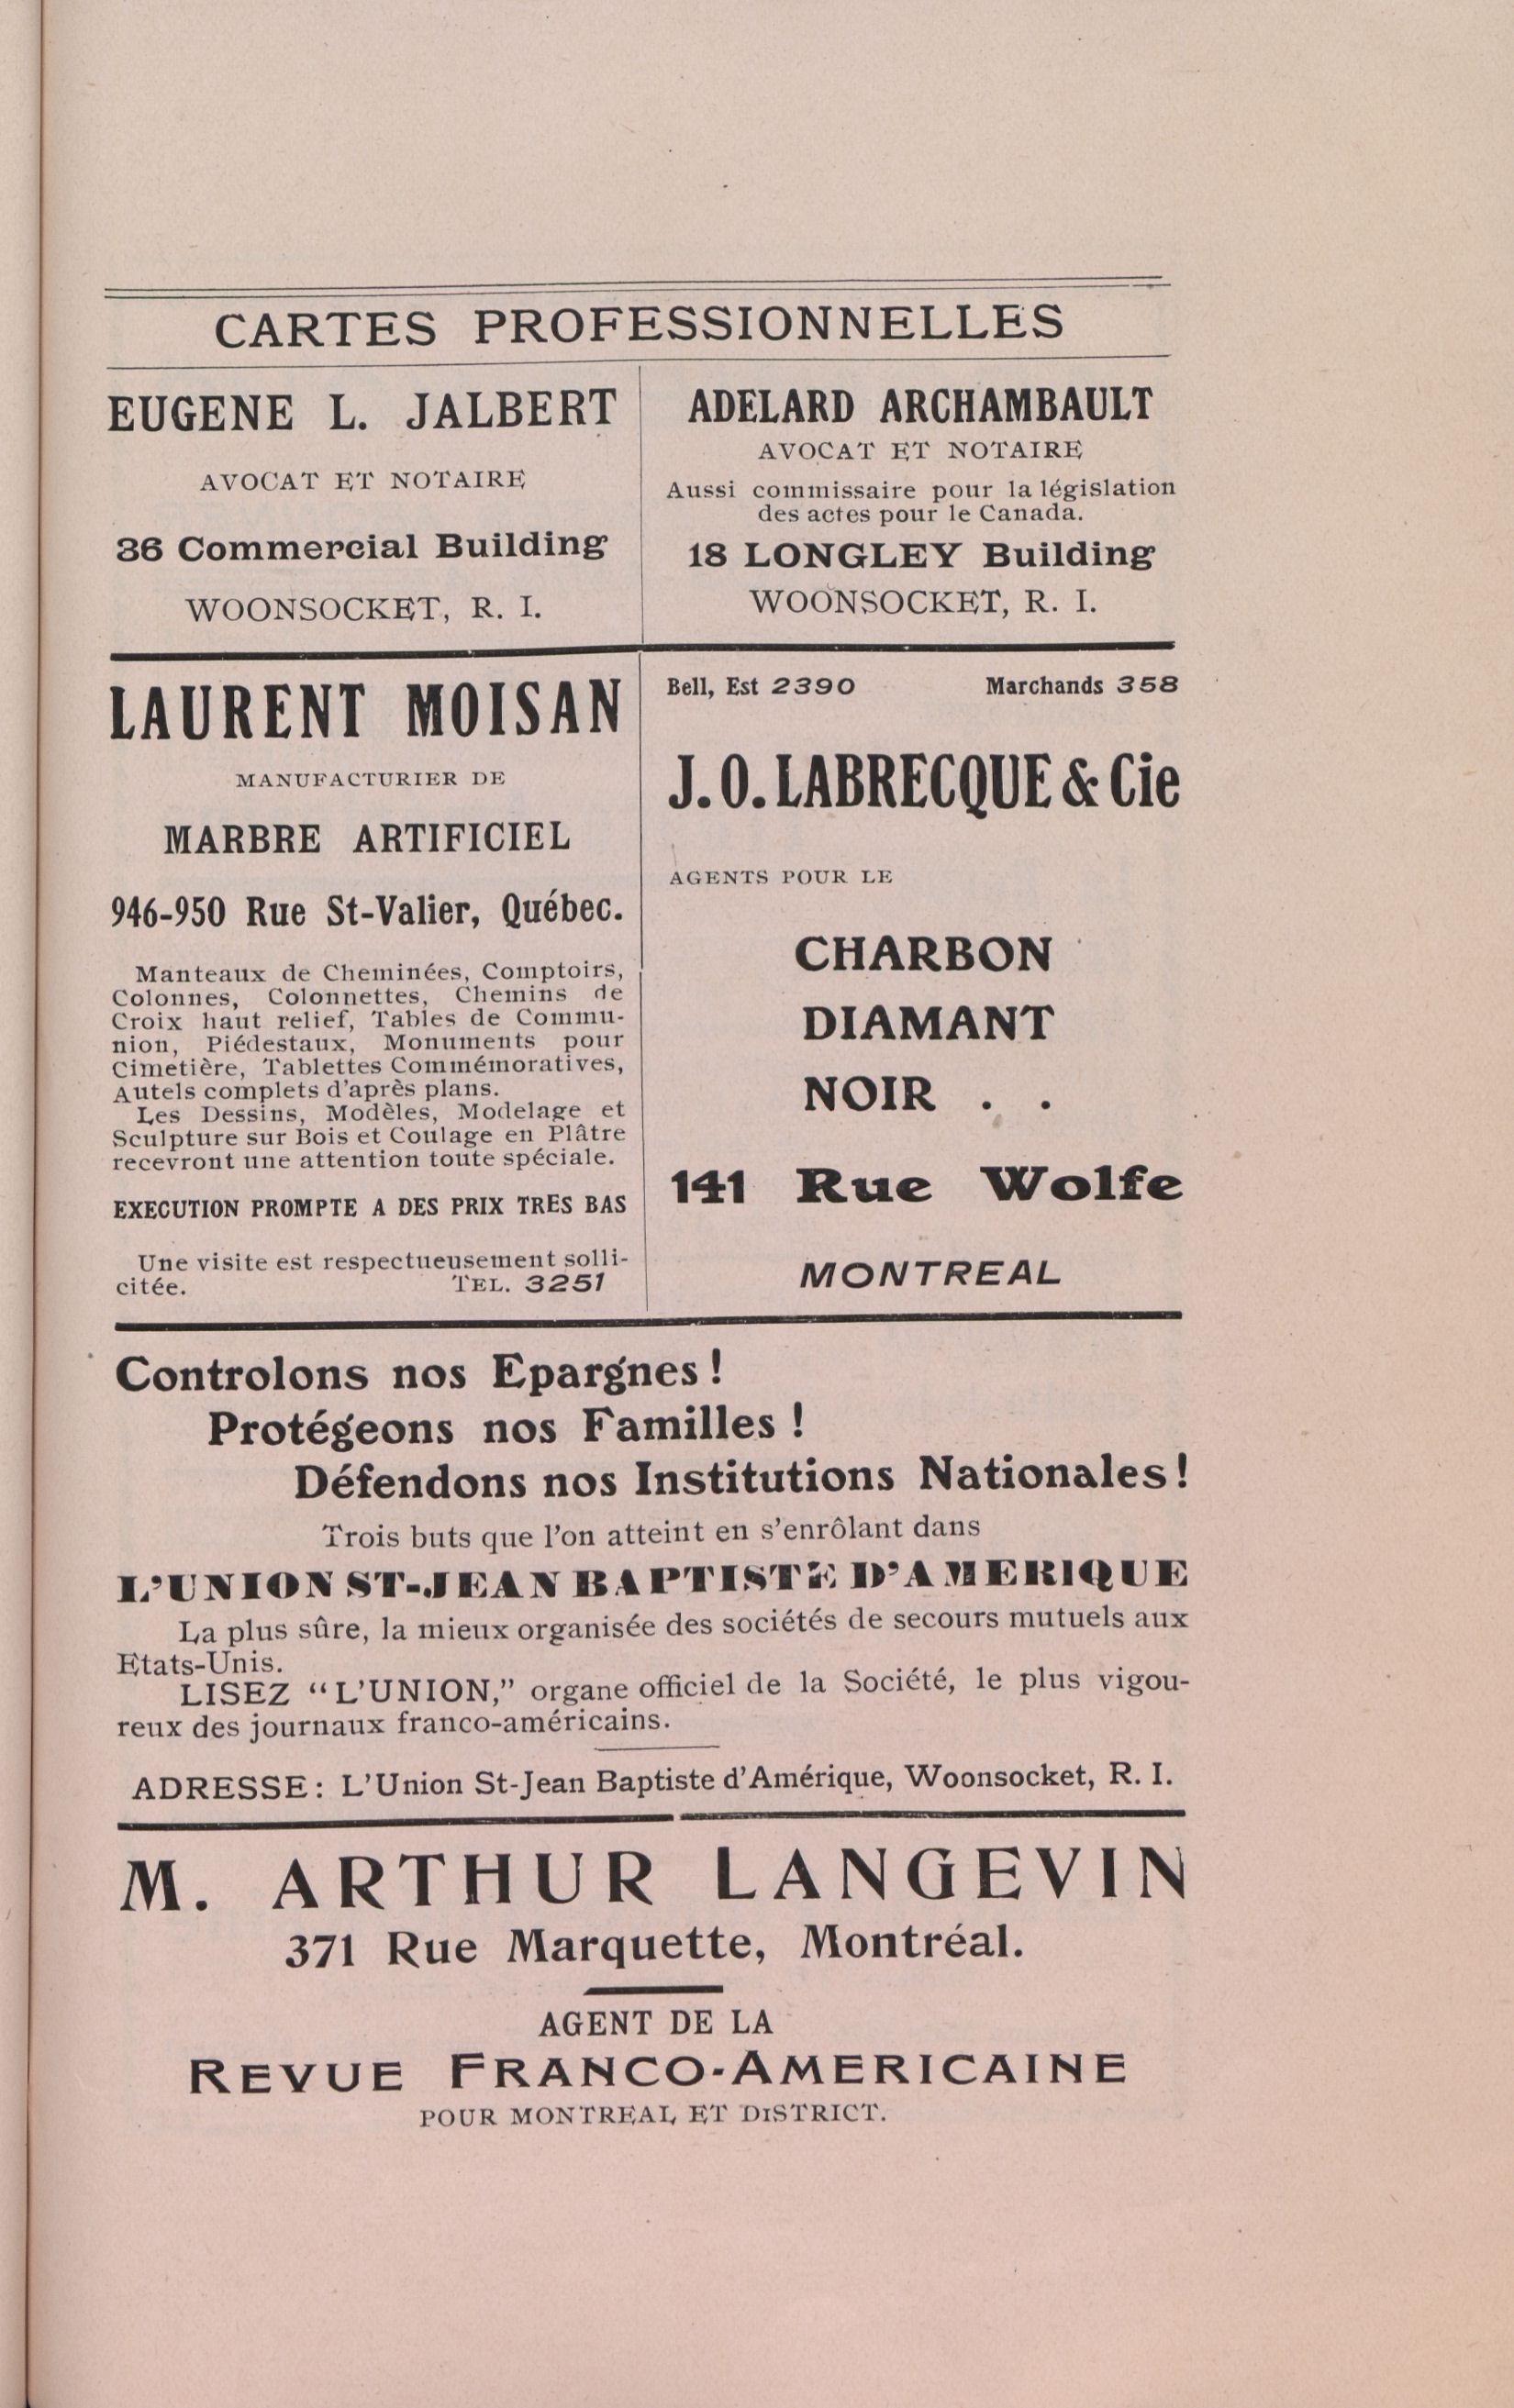 CARTES PROFESSIONNELLES
EUGENE L. JALBERT
AVOCAT ET NOTAIRE
36 Commercial Building
WOONSOCKET, R. I.
ADELARD ARCHAMBAULT
AVOCAT ET NOTAIRE
Aussi commissaire pour la législation
des actes pour le Canada.
18 LONGLEY Building
WOONSOCKET, R. I.
LAURENT MOISAN
MANUFACTURIER DE
MARBRE ARTIFICIEL
946-950 Rue St-Valier, Québec.
Manteaux de Cheminées, Comptoirs,
Colonnes, Colonnettes, Chemins de
Croix haut relief, Tables de Commu-
nion, Piédestaux, Monuments pour
Cimetière, Tablettes Commémoratives,
Autels complets d'après plans.
Les Dessins, Modèles, Modelage et
Sculpture sur Bois et Coulage en Plâtre
recevront une attention toute spéciale.
EXECUTION PROMPTE A DES PRIX TRES BAS
Une visite est respectueusement solli-
citée. TEL. 3251
Bell, Est 2390 Marchands 358
J. O. LABRECQUE & Cie
AGENTS POUR LE
CHARBON
DIAMANT
NOIR . .
141 Rue Wolfe
MONTREAL
Controlons nos Epargnes !
Protégeons nos Familles !
Défendons nos Institutions Nationales !
Trois buts que l'on atteint en s'enrôlant dans
L'UNION ST-JEAN BAPTISTE D'AMERIQUE
La plus sûre, la mieux organisée des sociétés de secours mutuels aux
Etats-Unis.
LISEZ “L'UNION,” organe officiel de la Société, le plus vigou-
reux des journaux franco-américains.
ADRESSE : L'Union St-Jean Baptiste d'Amérique, Woonsocket, R. I.
M. ARTHUR LANGEVIN
371 Rue Marquette, Montréal.
AGENT DE LA
REVUE FRANCO-AMERICAINE
POUR MONTREAL ET DISTRICT.